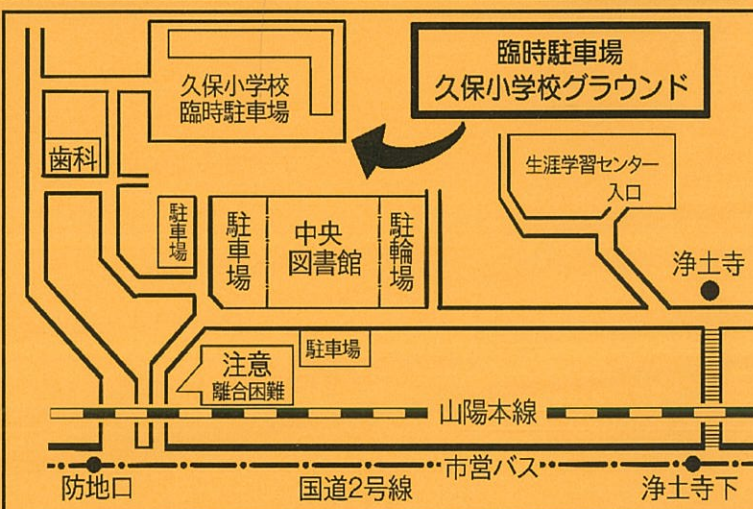 臨時駐車場
久保小学校グラウンド
久保小学校
臨時駐車場
歯科
生涯学習センター
入口
駐車場
駐車場
中央
図書館
駐輪場
浄土寺
駐車場
注意
離合困難
山陽本線
市営バス
防地口
国道2号線
浄土寺下